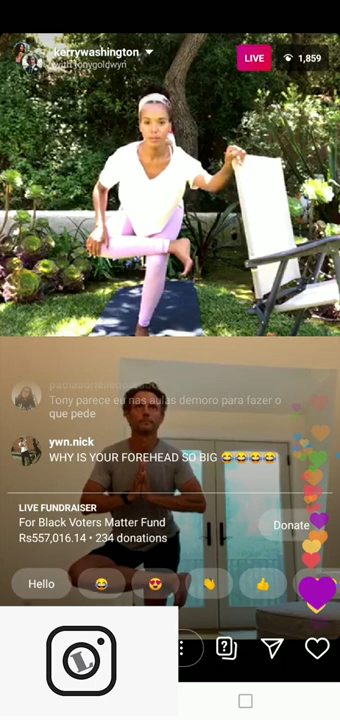 kerrywashington
with tonygoldwyn
LIVE
1,859
Tony parece eu nas aulas demoro para fazer o
que pede
ywn.nick
WHY IS YOUR FOREHEAD SO BIG 😂😂😂😂
LIVE FUNDRAISER
For Black Voters Matter Fund
Rs557,016.14 • 234 donations
Donate
Hello
L